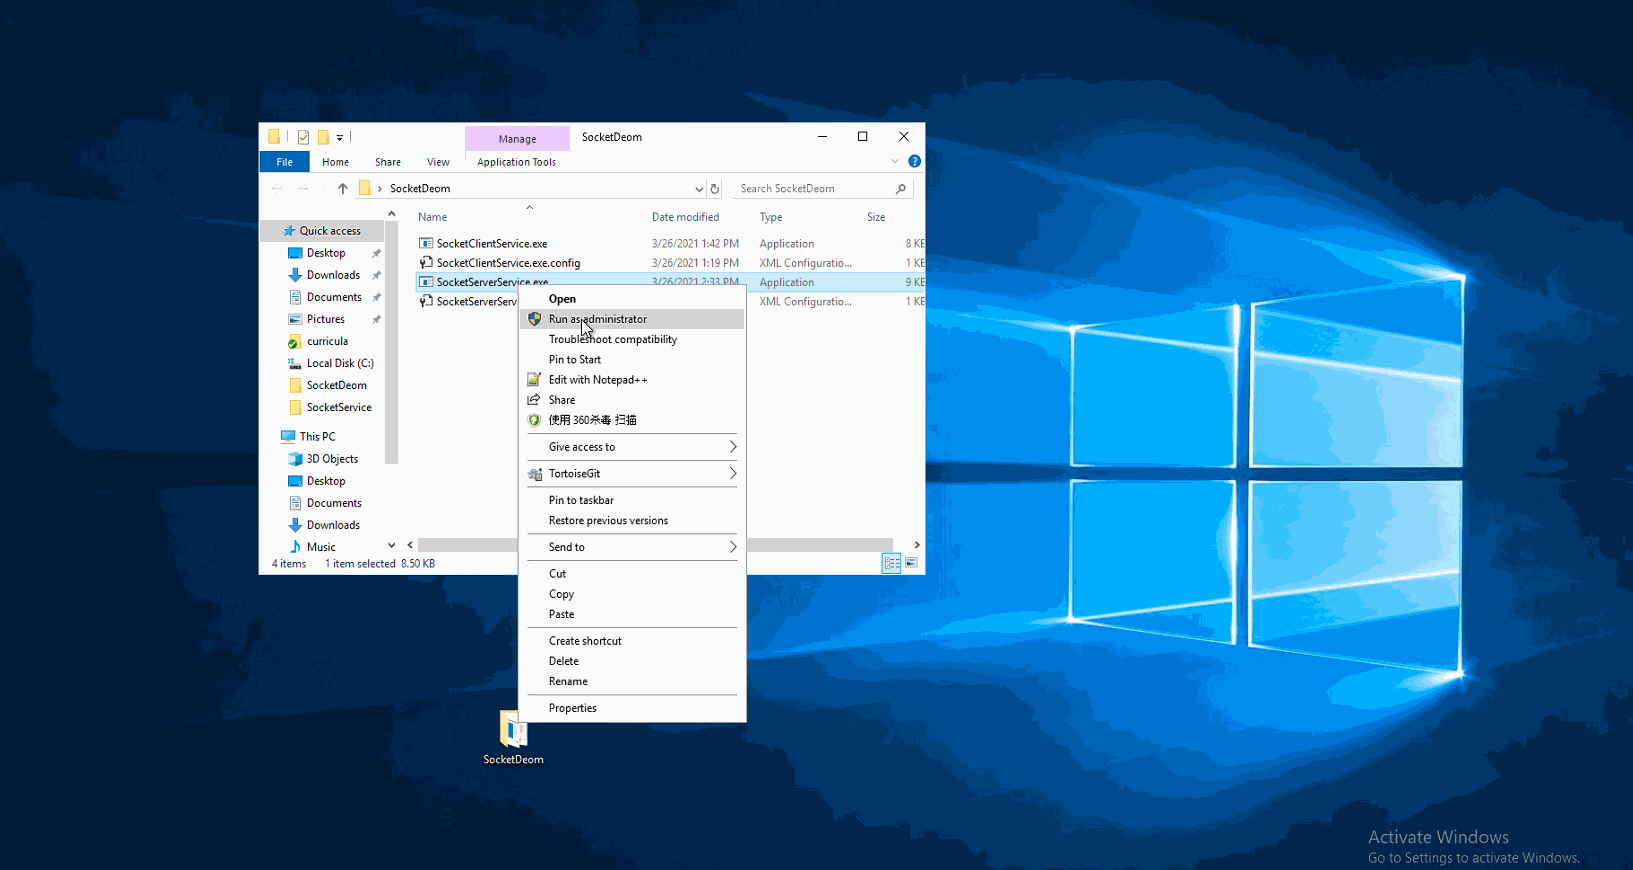 Manage
SocketDeom
File
Home
Share
View
Application Tools
SocketDeom
Search SocketDeom
Name
Date modified
Type
Size
Quick access
Desktop
Downloads
Documents
Pictures
curricula
Local Disk (C:)
SocketDeom
SocketService
This PC
3D Objects
Desktop
Documents
Downloads
Music
SocketClientService.exe 3/26/2021 1:42 PM Application 8 KE
SocketClientService.exe.config 3/26/2021 1:19 PM XML Configuratio... 1 KE
SocketServerService.exe 3/26/2021 2:33 PM Application 9 KE
SocketServerServ XML Configuratio... 1 KE
Open
Run as administrator
Troubleshoot compatibility
Pin to Start
Edit with Notepad++
Share
使用 360杀毒 扫描
Give access to
TortoiseGit
Pin to taskbar
Restore previous versions
Send to
Cut
Copy
Paste
Create shortcut
Delete
Rename
Properties
4 items 1 item selected 8.50 KB
SocketDeom
Activate Windows
Go to Settings to activate Windows.